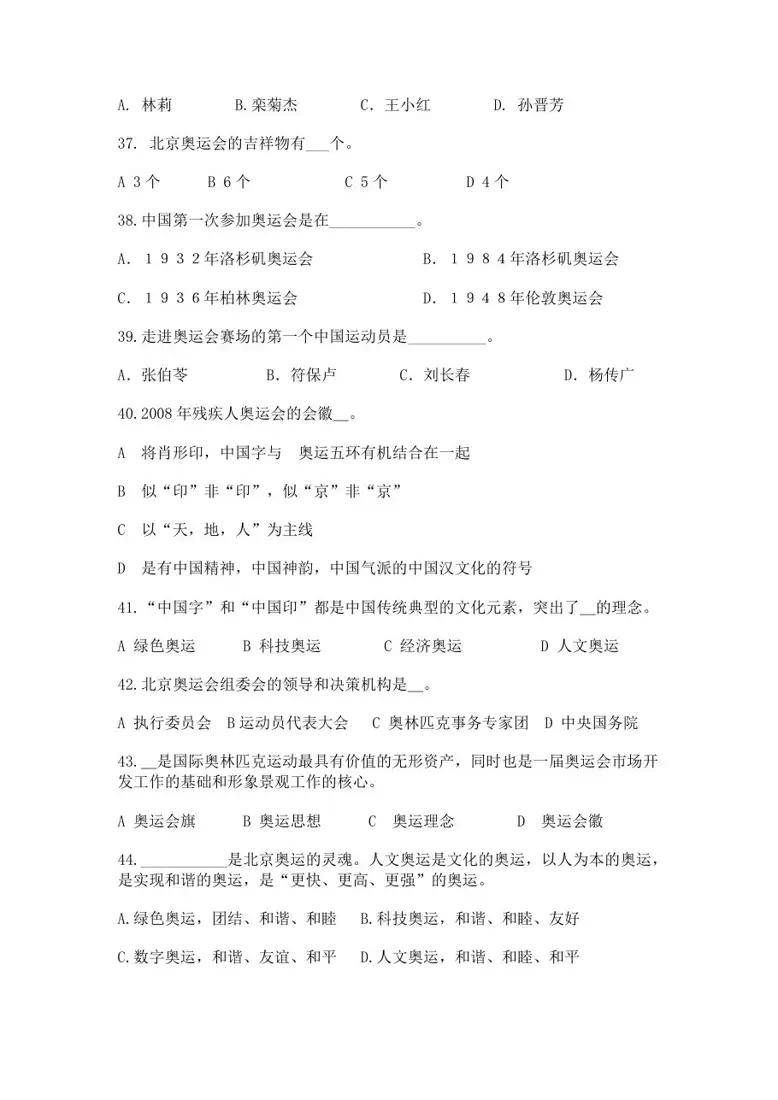 A. 林莉 B.栾菊杰 C. 王小红 D. 孙晋芳
37. 北京奥运会的吉祥物有___个。
A 3个 B 6个 C 5个 D 4个
38.中国第一次参加奥运会是在___________。
A. 1932年洛杉矶奥运会 B. 1984年洛杉矶奥运会
C. 1936年柏林奥运会 D. 1948年伦敦奥运会
39.走进奥运会赛场的第一个中国运动员是__________。
A. 张伯苓 B. 符保卢 C. 刘长春 D. 杨传广
40.2008年残疾人奥运会的会徽__。
A 将肖形印，中国字与 奥运五环有机结合在一起
B 似“印”非“印”，似“京”非“京”
C 以“天，地，人”为主线
D 是有中国精神，中国神韵，中国气派的中国汉文化的符号
41.“中国字”和“中国印”都是中国传统典型的文化元素，突出了__的理念。
A 绿色奥运 B 科技奥运 C 经济奥运 D 人文奥运
42.北京奥运会组委会的领导和决策机构是__。
A 执行委员会 B运动员代表大会 C 奥林匹克事务专家团 D 中央国务院
43.__是国际奥林匹克运动最具有价值的无形资产，同时也是一届奥运会市场开
发工作的基础和形象景观工作的核心。
A 奥运会旗 B 奥运思想 C 奥运理念 D 奥运会徽
44.___________是北京奥运的灵魂。人文奥运是文化的奥运，以人为本的奥运，
是实现和谐的奥运，是“更快、更高、更强”的奥运。
A.绿色奥运，团结、和谐、和睦 B.科技奥运，和谐、和睦、友好
C.数字奥运，和谐、友谊、和平 D.人文奥运，和谐、和睦、和平